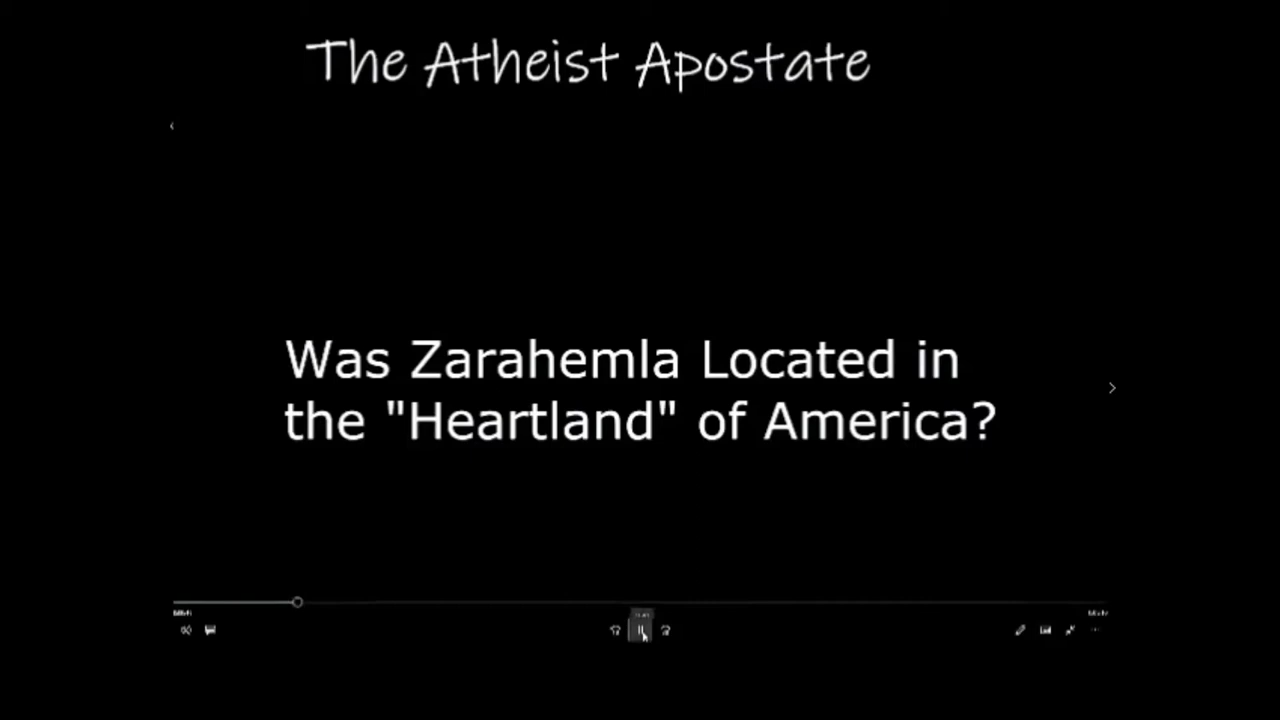 The Atheist Apostate
Was Zarahemla Located in
the "Heartland" of America?